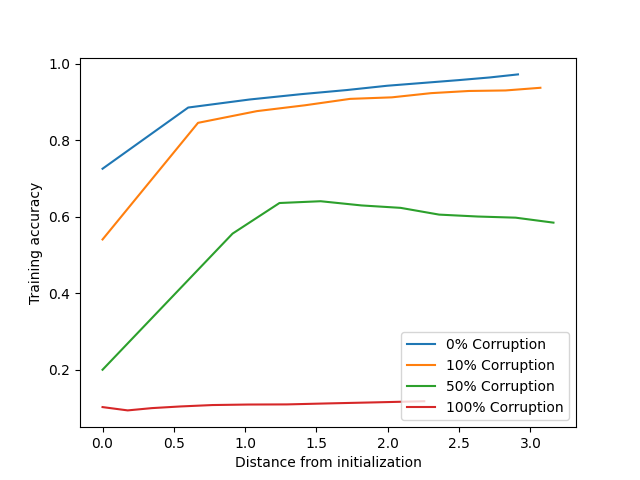 1.0
0.8
0.6
0.4
0.2
Training accuracy
0% Corruption
10% Corruption
50% Corruption
100% Corruption
0.0 0.5 1.0 1.5 2.0 2.5 3.0
Distance from initialization